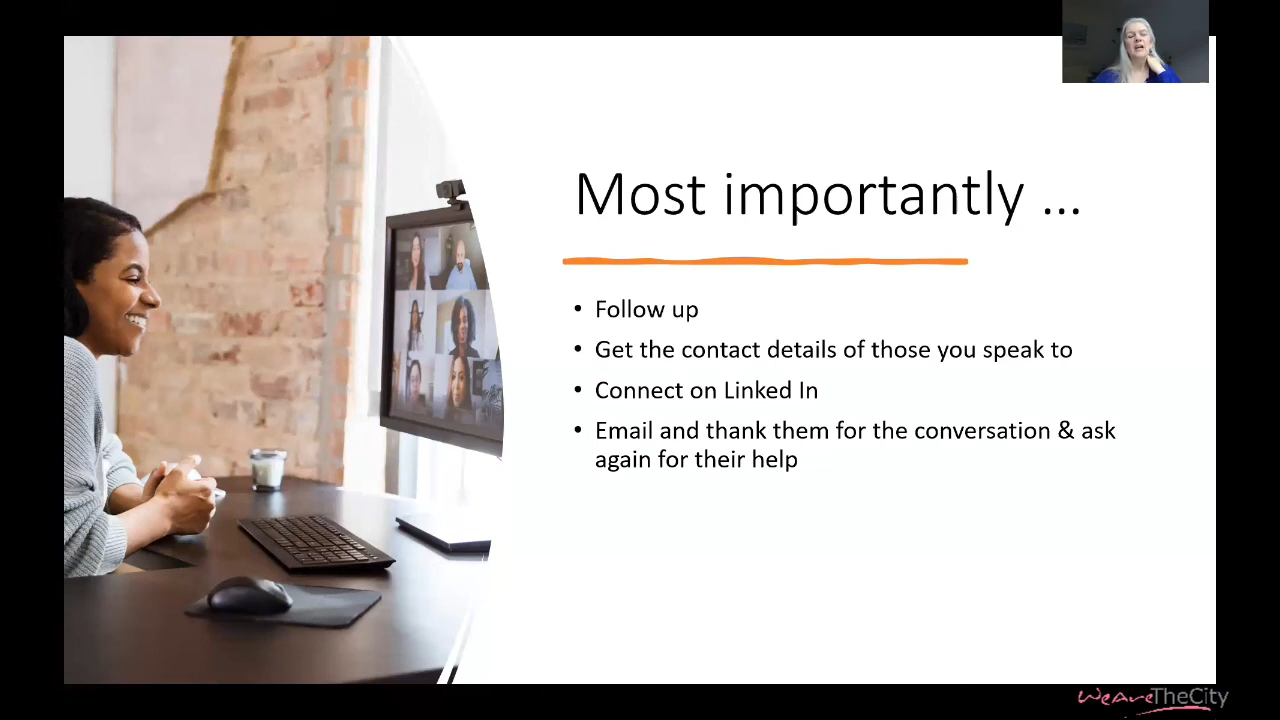 Most importantly ...
• Follow up
• Get the contact details of those you speak to
• Connect on Linked In
• Email and thank them for the conversation & ask
again for their help
WeAreTheCity